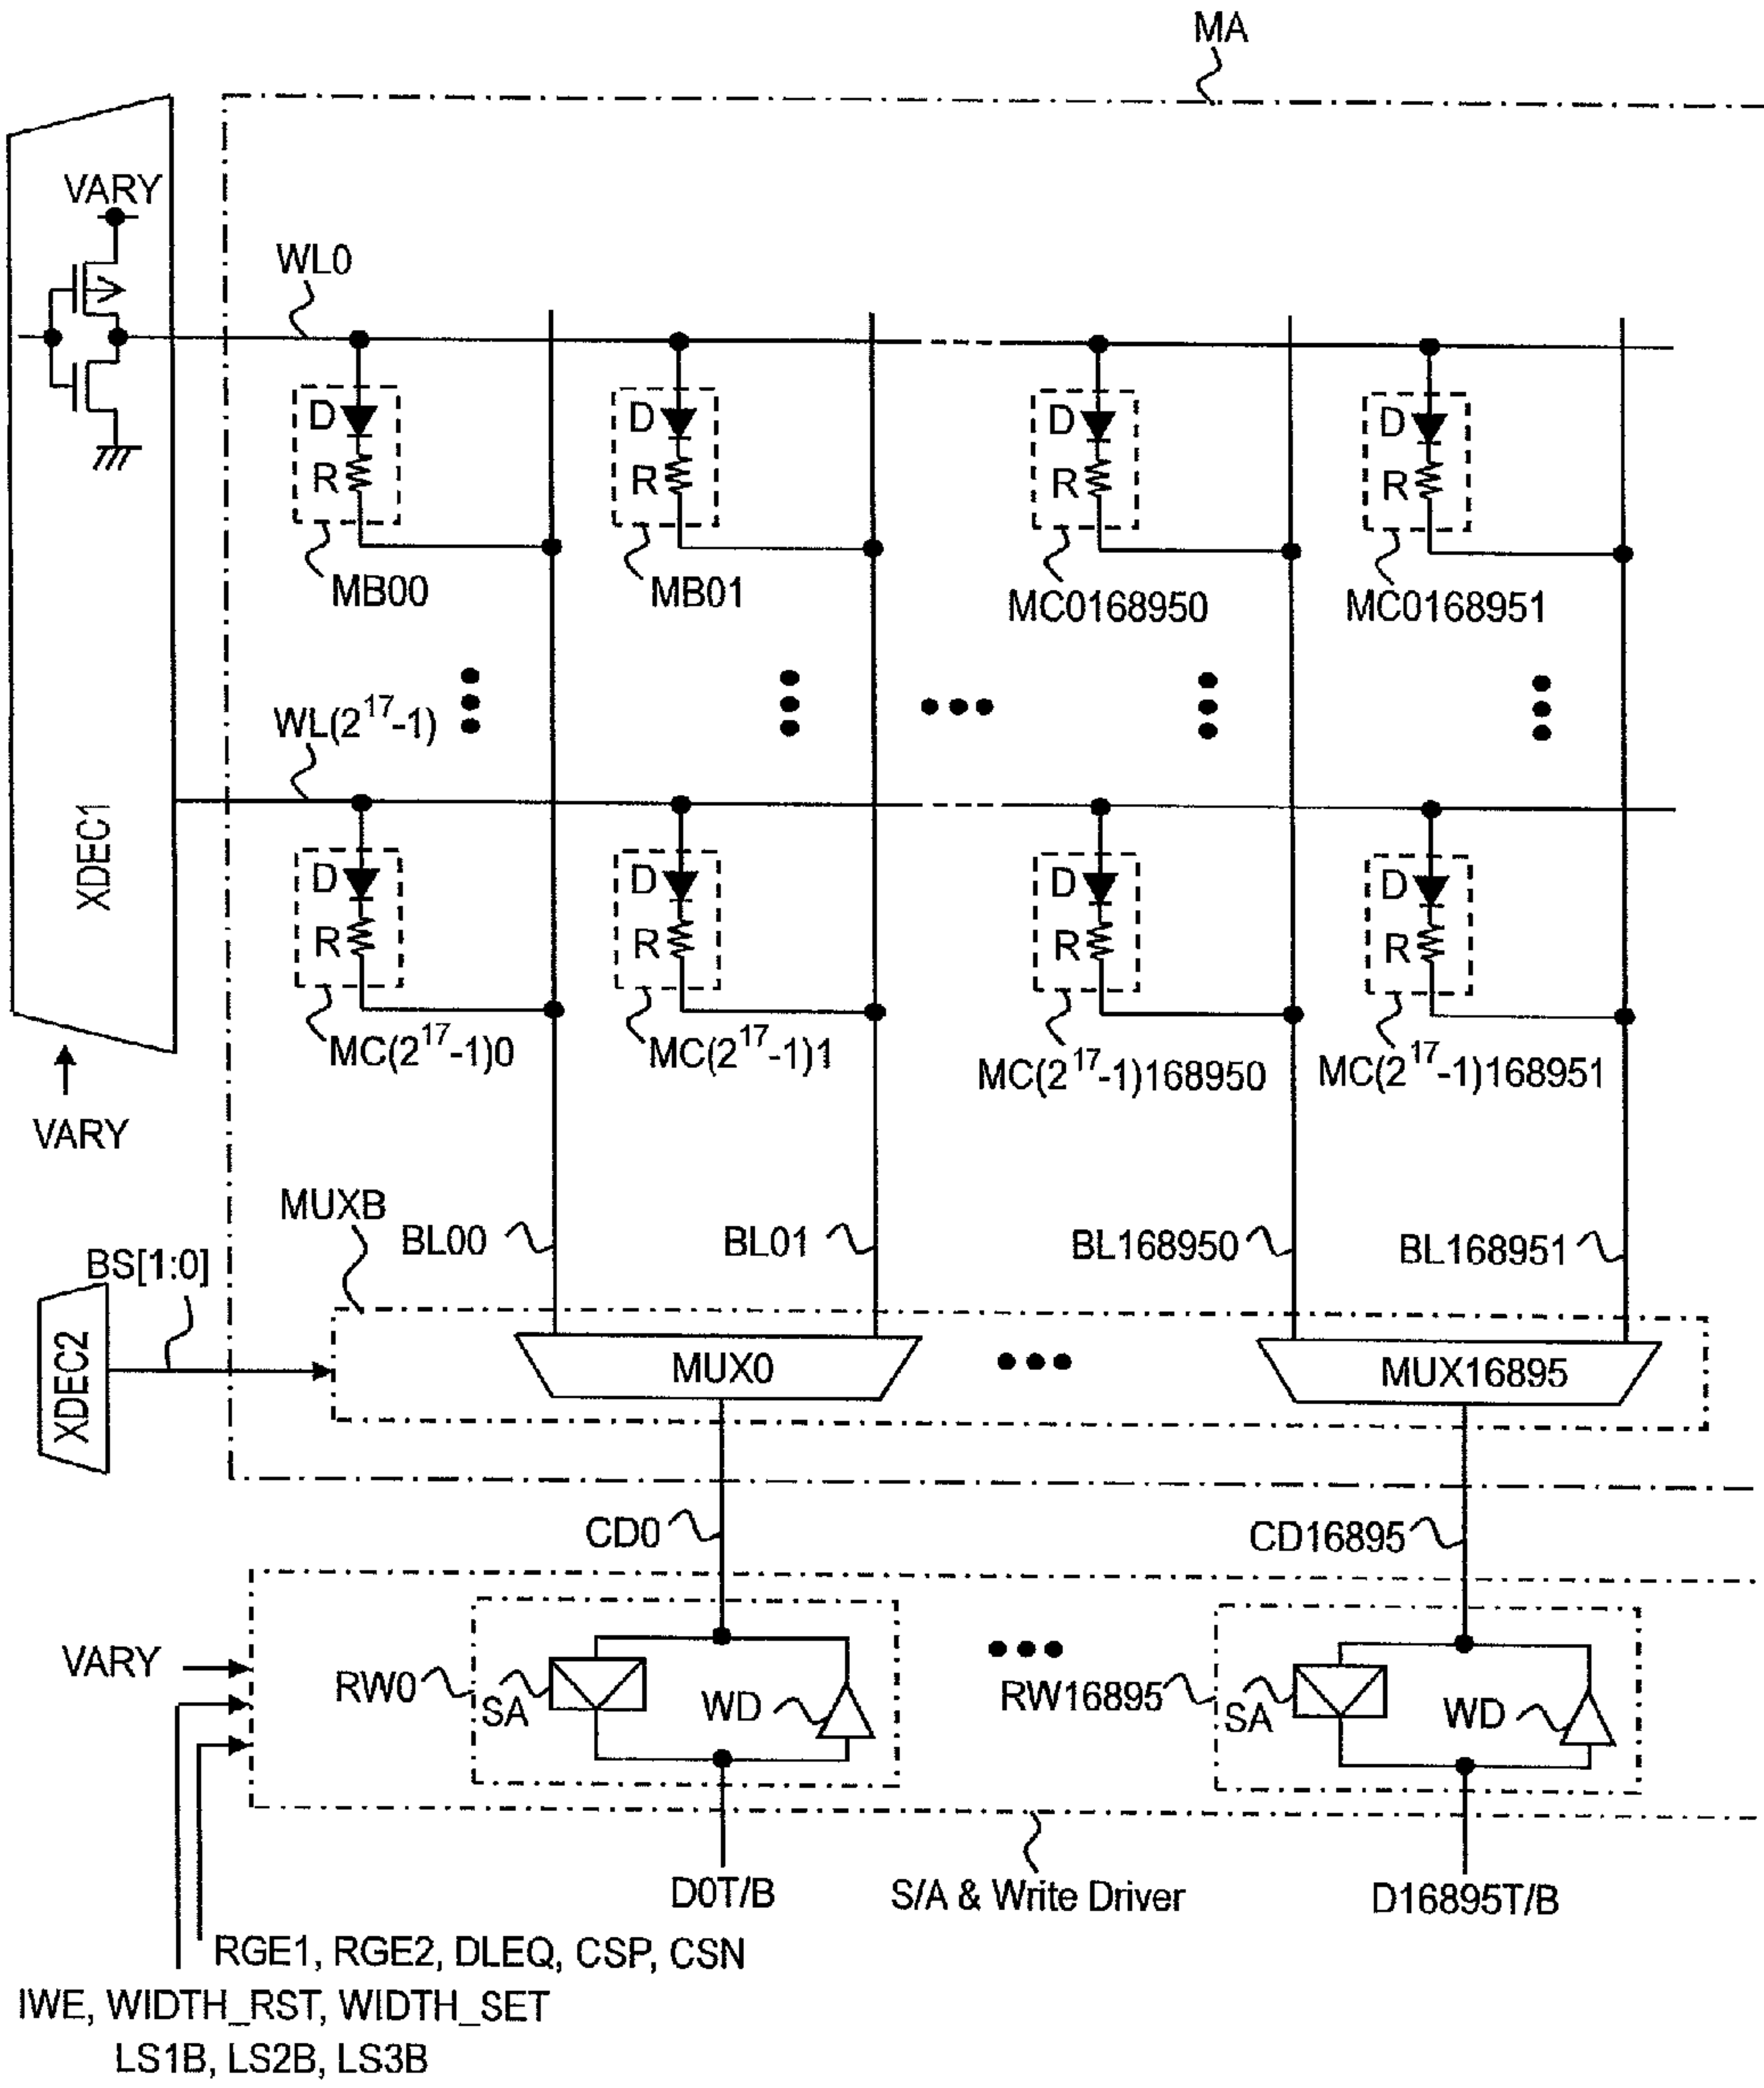 MA
VARY
WL0
D D D D
R R R R
MB00 MB01 MC0168950 MC0168951
WL(2¹⁷-1)
XDEC1
D D D D
R R R R
MC(2¹⁷-1)0 MC(2¹⁷-1)1 MC(2¹⁷-1)168950 MC(2¹⁷-1)168951
VARY
MUXB
BL00 BL01 BL168950 BL168951
BS[1:0]
XDEC2
MUX0 MUX16895
CD0 CD16895
VARY
RW0 SA WD RW16895 SA WD
D0T/B S/A & Write Driver D16895T/B
RGE1, RGE2, DLEQ, CSP, CSN
IWE, WIDTH_RST, WIDTH_SET
LS1B, LS2B, LS3B